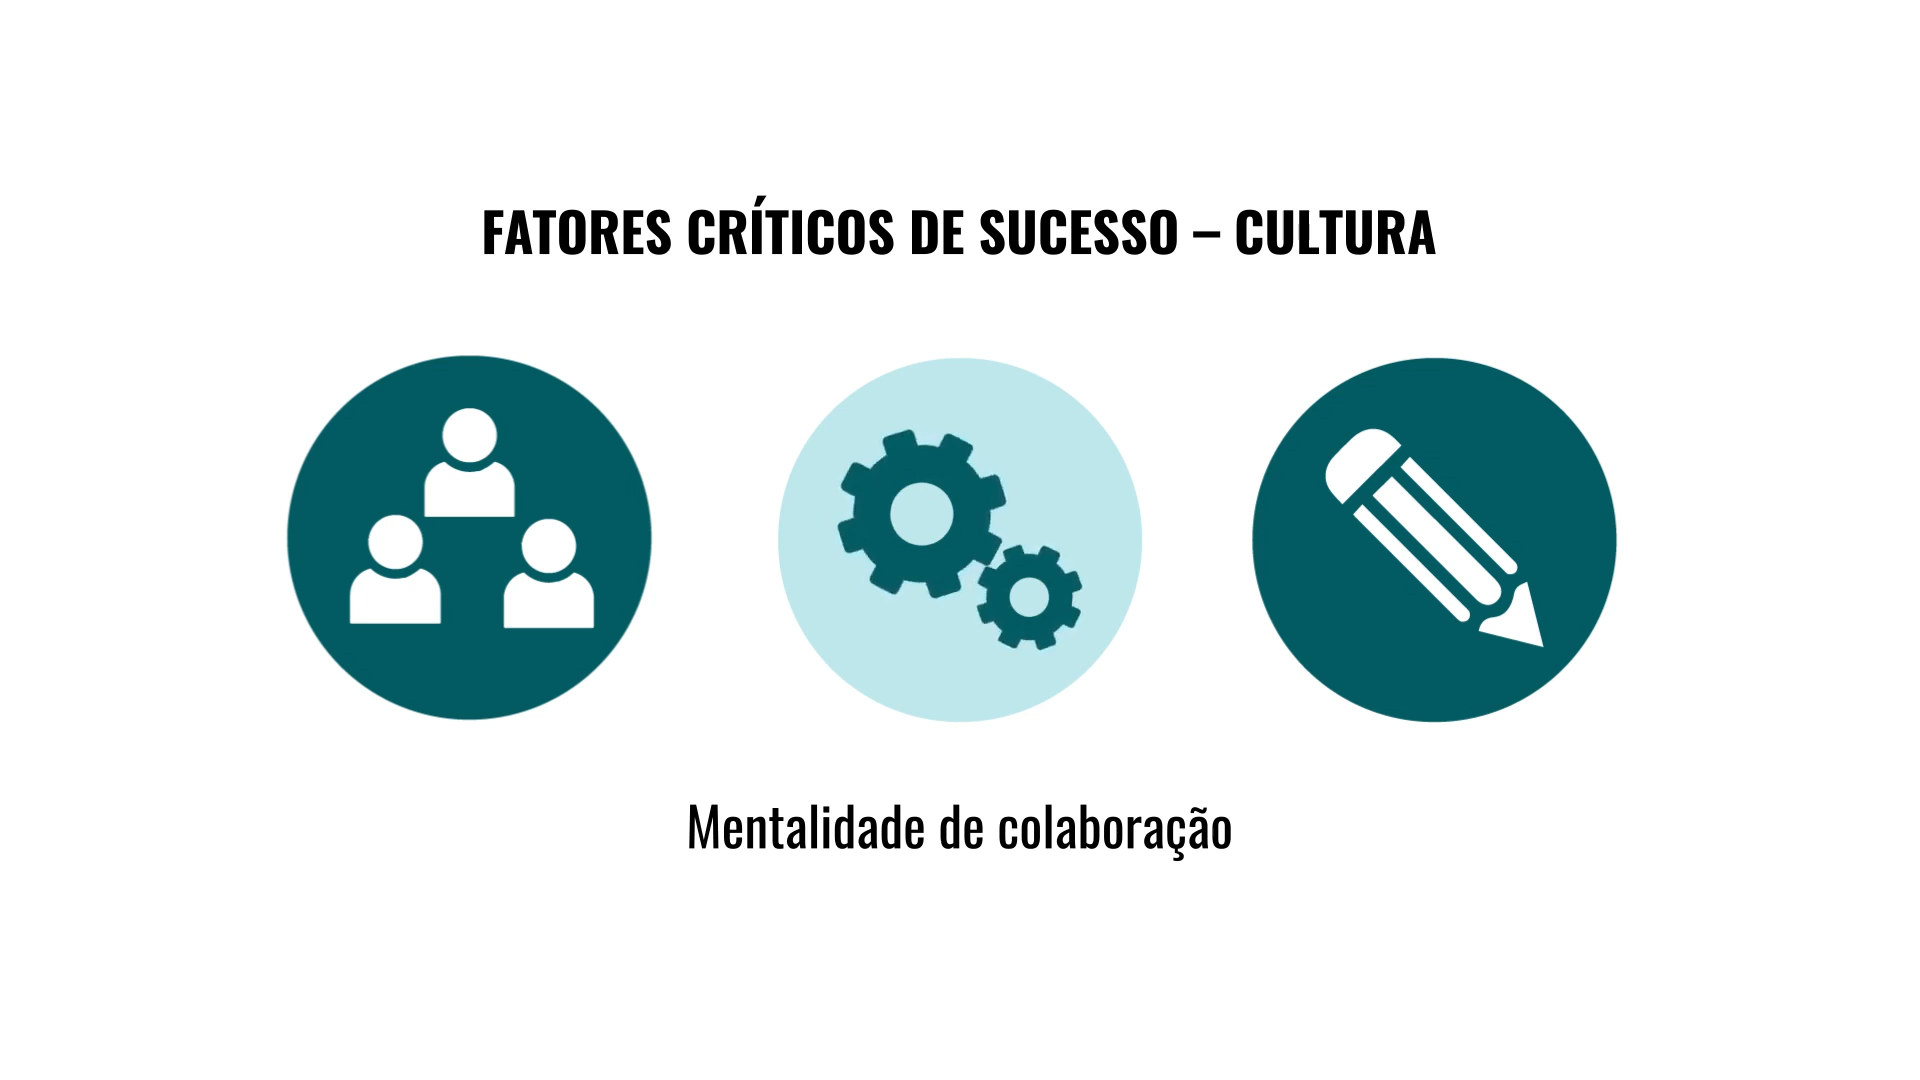 FATORES CRÍTICOS DE SUCESSO – CULTURA
Mentalidade de colaboração